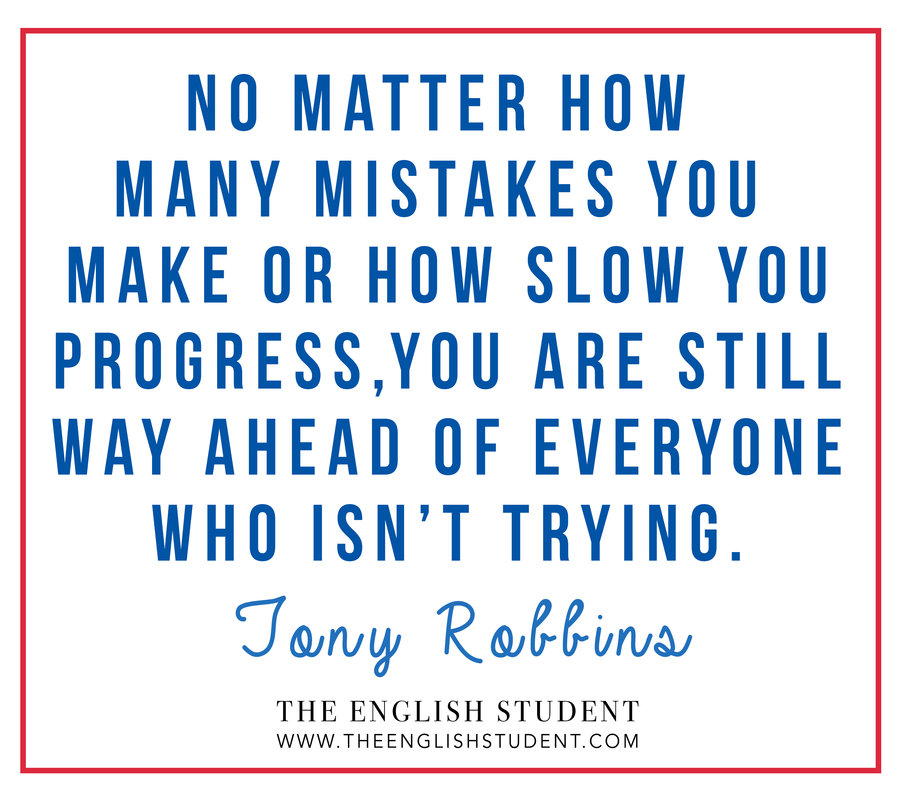 NO MATTER HOW
MANY MISTAKES YOU
MAKE OR HOW SLOW YOU
PROGRESS,YOU ARE STILL
WAY AHEAD OF EVERYONE
WHO ISN’T TRYING.
Tony Robbins
THE ENGLISH STUDENT
WWW.THEENGLISHSTUDENT.COM